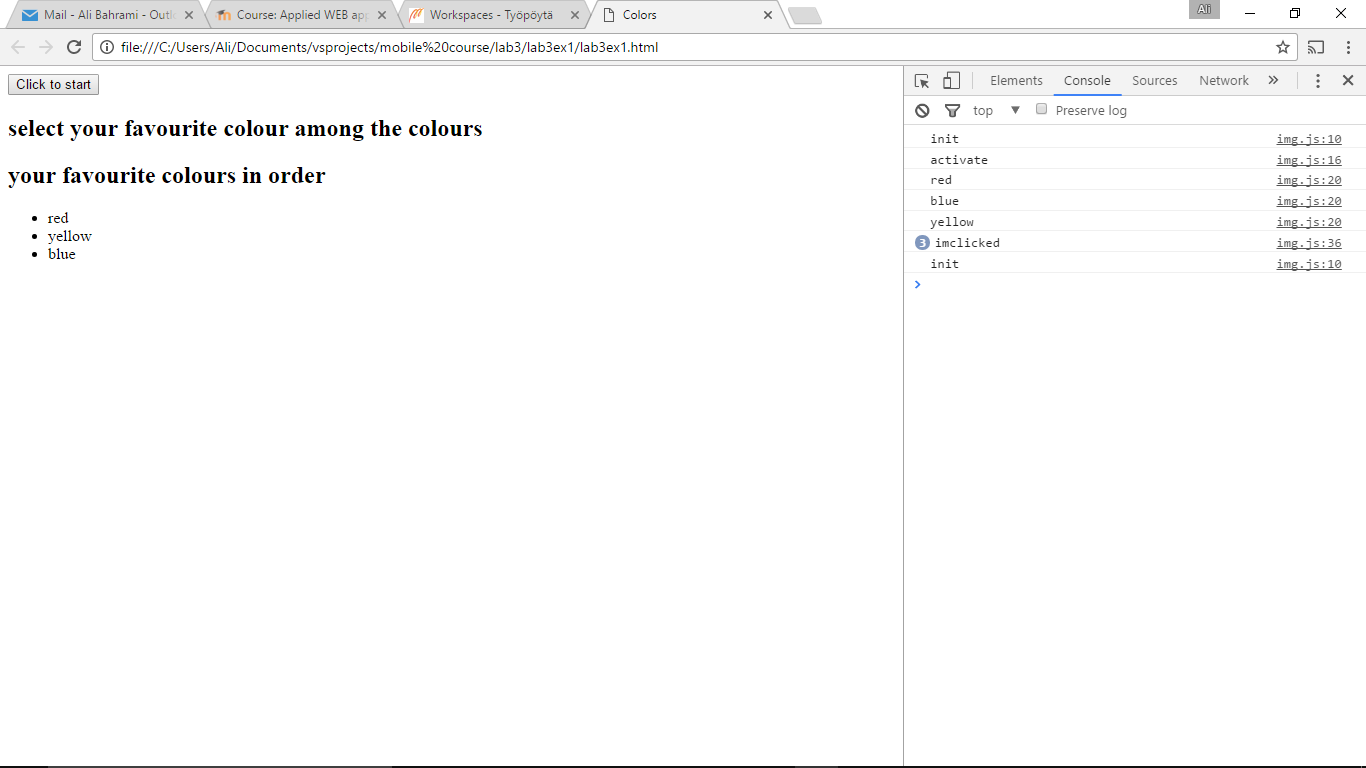 Mail - Ali Bahrami - Outl
Course: Applied WEB ap
Workspaces - Työpöytä
Colors
Ali
file:///C:/Users/Ali/Documents/vsprojects/mobile%20course/lab3/lab3ex1/lab3ex1.html
Click to start
select your favourite colour among the colours
your favourite colours in order
red
yellow
blue
Elements Console Sources Network »
top ▼ Preserve log
init img.js:10
activate img.js:16
red img.js:20
blue img.js:20
yellow img.js:20
3 imclicked img.js:36
init img.js:10